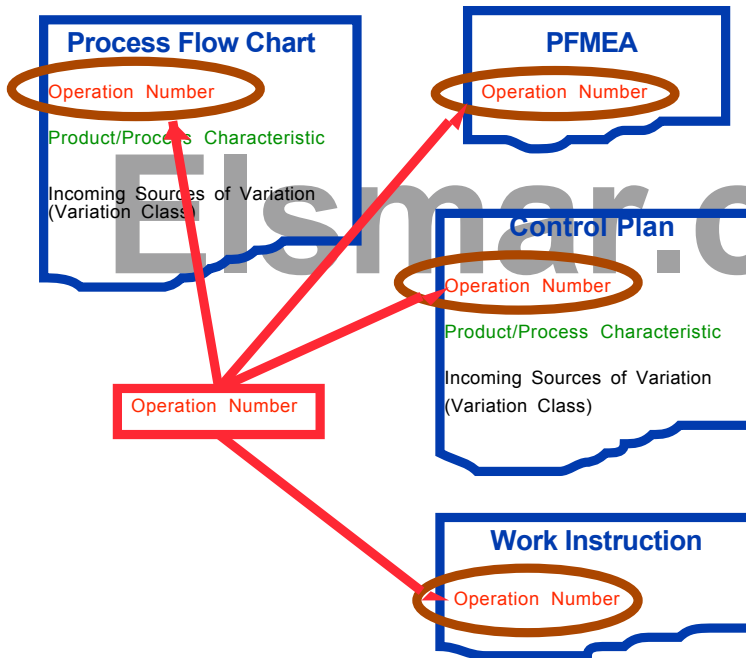 Process Flow Chart
Operation Number
Product/Process Characteristic
Incoming Sources of Variation
(Variation Class)
PFMEA
Operation Number
Elsmar.c
Control Plan
Operation Number
Product/Process Characteristic
Incoming Sources of Variation
(Variation Class)
Operation Number
Work Instruction
Operation Number